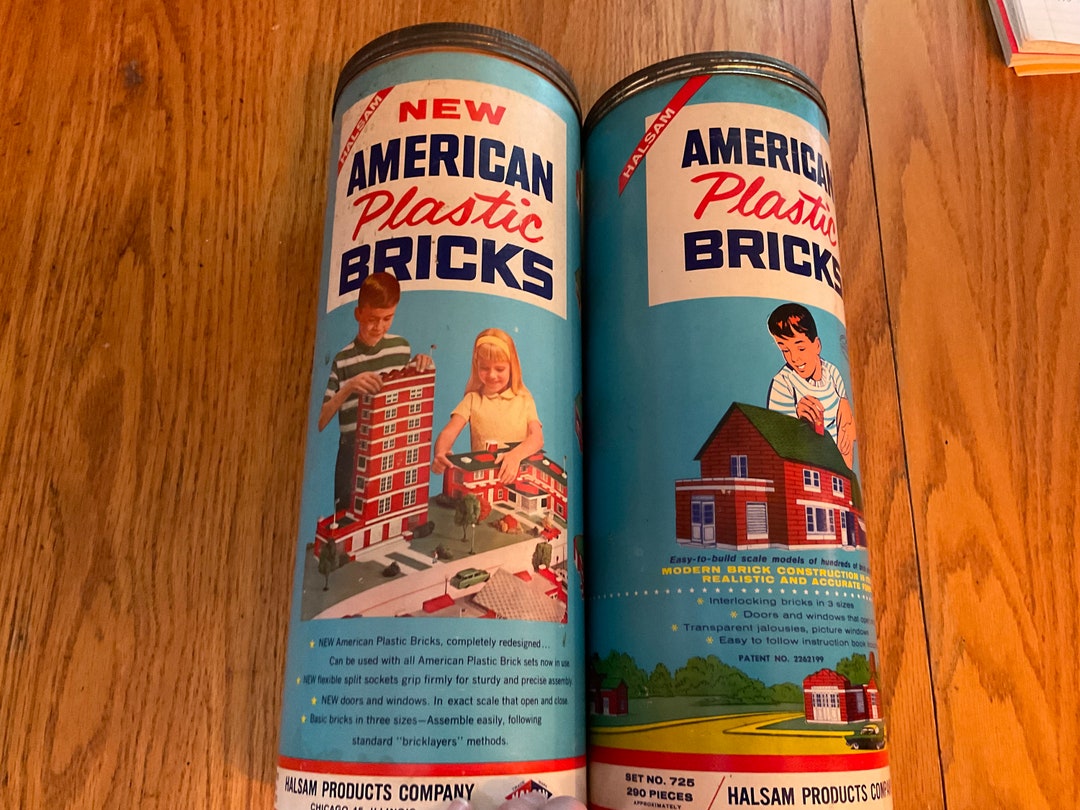 HALSAM
NEW
AMERICAN
Plastic
BRICKS
NEW American Plastic Bricks, completely redesigned...
Can be used with all American Plastic Brick sets now in use.
NEW flexible split sockets grip firmly for sturdy and precise assembly.
NEW doors and windows. In exact scale that open and close.
Basic bricks in three sizes—Assemble easily, following
standard "bricklayers" methods.
HALSAM PRODUCTS COMPANY
CHICAGO 45, ILLINOIS
HALSAM
AMERICAN
Plastic
BRICKS
Easy-to-build scale models of hundreds of
MODERN BRICK CONSTRUCTION IN
REALISTIC AND ACCURATE
Interlocking bricks in 3 sizes
Doors and windows that
Transparent jalousies, picture windows
Easy to follow instruction book
PATENT NO. 2262199
SET NO. 725
290 PIECES
APPROXIMATELY
HALSAM PRODUCTS